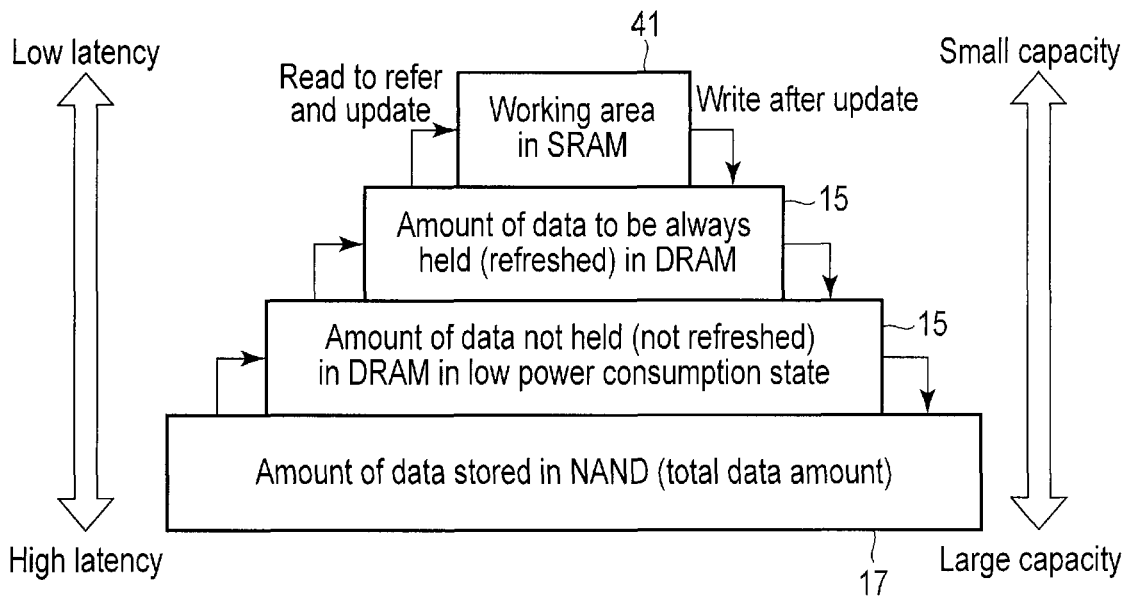 41
Low latency
Small capacity
Read to refer
and update
Working area
in SRAM
Write after update
15
Amount of data to be always
held (refreshed) in DRAM
15
Amount of data not held (not refreshed)
in DRAM in low power consumption state
Amount of data stored in NAND (total data amount)
High latency
Large capacity
17